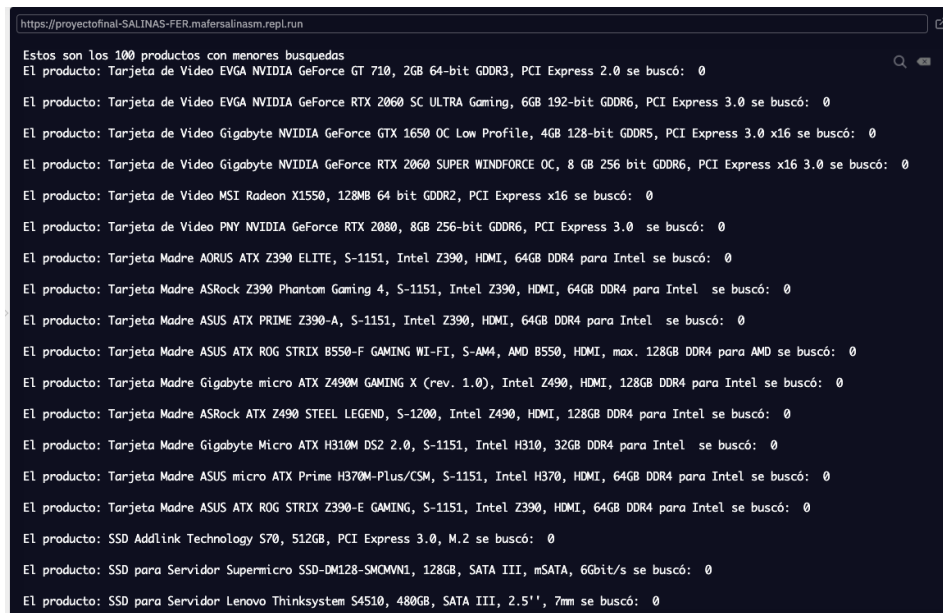 https://proyectofinal-SALINAS-FER.mafersalinasm.repl.run
Estos son los 100 productos con menores busquedas
El producto: Tarjeta de Video EVGA NVIDIA GeForce GT 710, 2GB 64-bit GDDR3, PCI Express 2.0 se buscó:  0
El producto: Tarjeta de Video EVGA NVIDIA GeForce RTX 2060 SC ULTRA Gaming, 6GB 192-bit GDDR6, PCI Express 3.0 se buscó:  0
El producto: Tarjeta de Video Gigabyte NVIDIA GeForce GTX 1650 OC Low Profile, 4GB 128-bit GDDR5, PCI Express 3.0 x16 se buscó:  0
El producto: Tarjeta de Video Gigabyte NVIDIA GeForce RTX 2060 SUPER WINDFORCE OC, 8 GB 256 bit GDDR6, PCI Express x16 3.0 se buscó:  0
El producto: Tarjeta de Video MSI Radeon X1550, 128MB 64 bit GDDR2, PCI Express x16 se buscó:  0
El producto: Tarjeta de Video PNY NVIDIA GeForce RTX 2080, 8GB 256-bit GDDR6, PCI Express 3.0  se buscó:  0
El producto: Tarjeta Madre AORUS ATX Z390 ELITE, S-1151, Intel Z390, HDMI, 64GB DDR4 para Intel se buscó:  0
El producto: Tarjeta Madre ASRock Z390 Phantom Gaming 4, S-1151, Intel Z390, HDMI, 64GB DDR4 para Intel  se buscó:  0
El producto: Tarjeta Madre ASUS ATX PRIME Z390-A, S-1151, Intel Z390, HDMI, 64GB DDR4 para Intel  se buscó:  0
El producto: Tarjeta Madre ASUS ATX ROG STRIX B550-F GAMING WI-FI, S-AM4, AMD B550, HDMI, max. 128GB DDR4 para AMD se buscó:  0
El producto: Tarjeta Madre Gigabyte micro ATX Z490M GAMING X (rev. 1.0), Intel Z490, HDMI, 128GB DDR4 para Intel se buscó:  0
El producto: Tarjeta Madre ASRock ATX Z490 STEEL LEGEND, S-1200, Intel Z490, HDMI, 128GB DDR4 para Intel se buscó:  0
El producto: Tarjeta Madre Gigabyte Micro ATX H310M DS2 2.0, S-1151, Intel H310, 32GB DDR4 para Intel  se buscó:  0
El producto: Tarjeta Madre ASUS micro ATX Prime H370M-Plus/CSM, S-1151, Intel H370, HDMI, 64GB DDR4 para Intel se buscó:  0
El producto: Tarjeta Madre ASUS ATX ROG STRIX Z390-E GAMING, S-1151, Intel Z390, HDMI, 64GB DDR4 para Intel se buscó:  0
El producto: SSD Addlink Technology S70, 512GB, PCI Express 3.0, M.2 se buscó:  0
El producto: SSD para Servidor Supermicro SSD-DM128-SMCMVN1, 128GB, SATA III, mSATA, 6Gbit/s se buscó:  0
El producto: SSD para Servidor Lenovo Thinksystem S4510, 480GB, SATA III, 2.5'', 7mm se buscó:  0